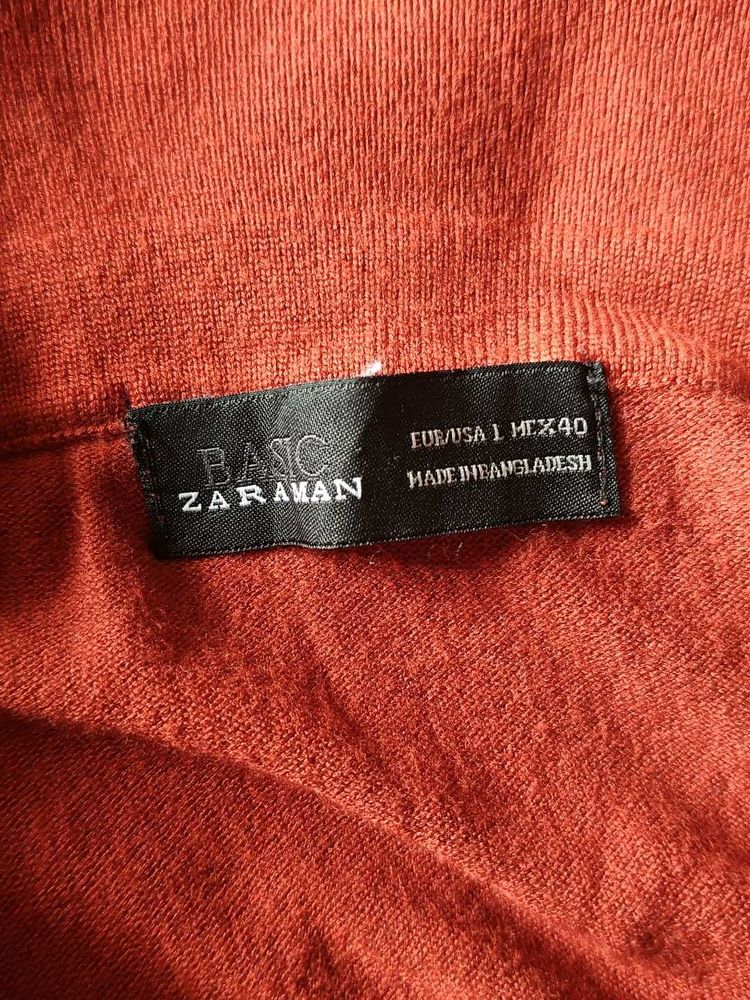 BASIC
ZARA MAN
EUR/USA L MEX 40
MADE IN BANGLADESH